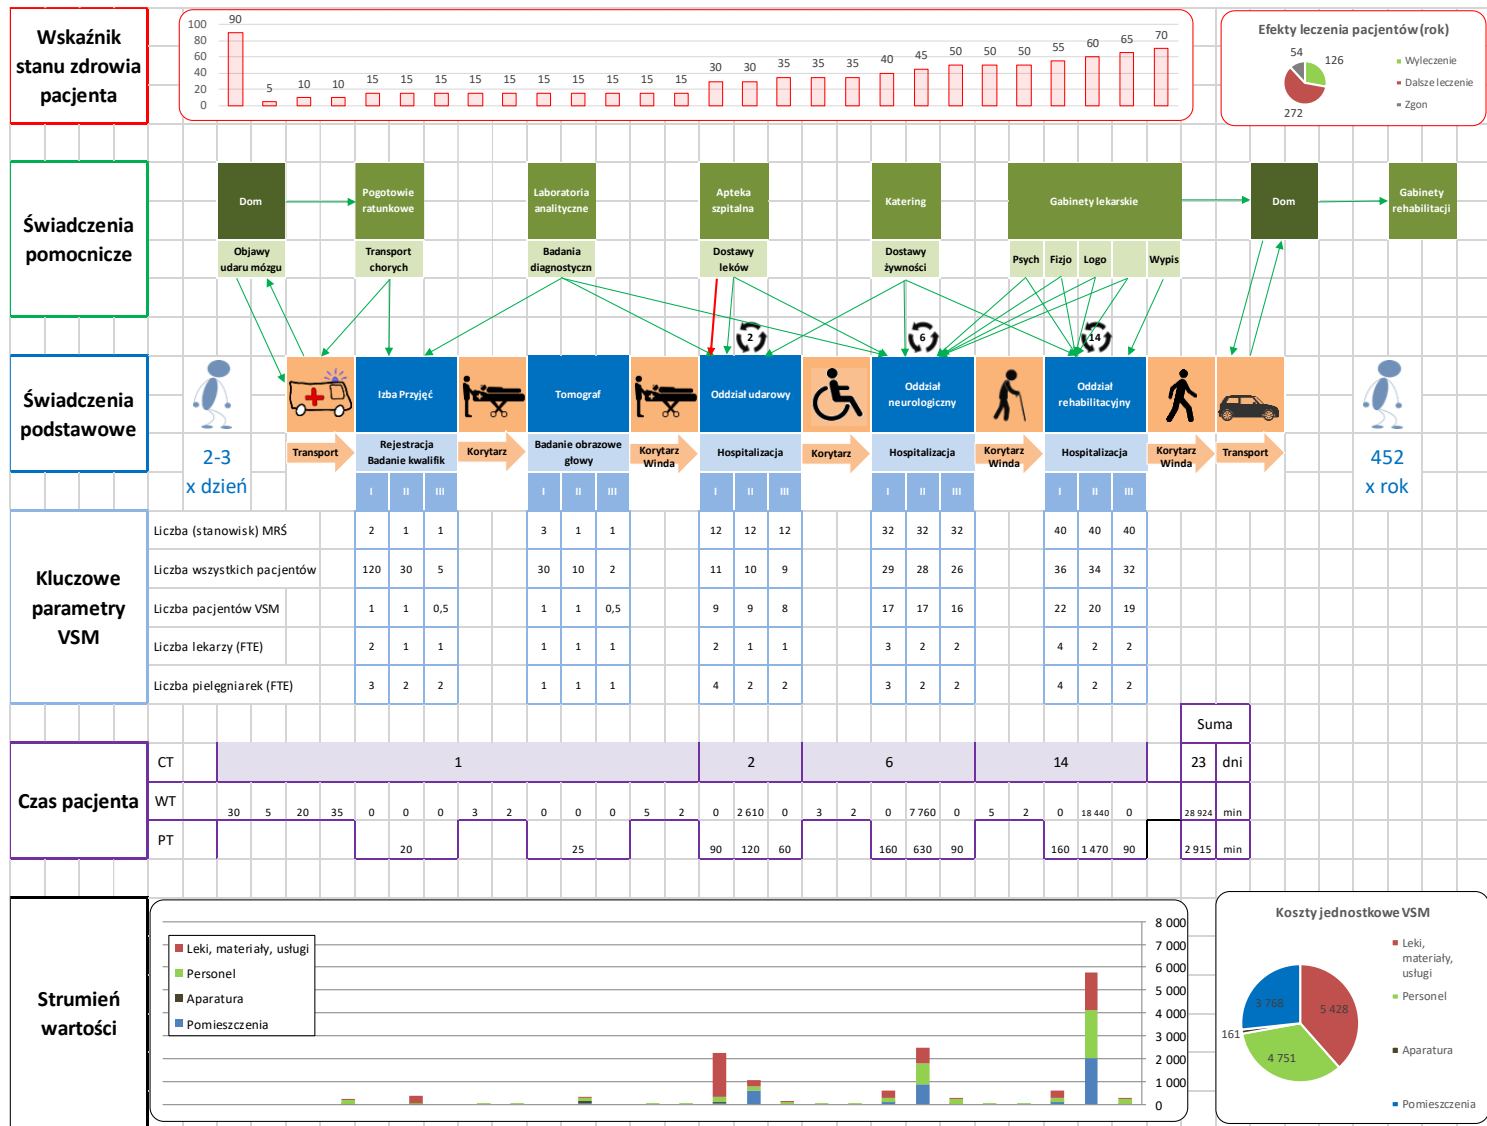 Wskaźnik
stanu zdrowia
pacjenta
100
80
60
40
20
0
90 5 10 10 15 15 15 15 15 15 15 15 15 15 30 30 35 35 35 40 45 50 50 50 55 60 65 70
Efekty leczenia pacjentów (rok)
54
126
272
Wyleczenie
Dalsze leczenie
Zgon
Świadczenia
pomocnicze
Dom
Pogotowie
ratunkowe
Laboratoria
analityczne
Apteka
szpitalna
Katering
Gabinety lekarskie
Dom
Gabinety
rehabilitacji
Objawy
udaru mózgu
Transport
chorych
Badania
diagnostyczn
Dostawy
leków
Dostawy
żywności
Psych Fizjo Logo Wypis
2 6 14
Świadczenia
podstawowe
Izba Przyjęć
Tomograf
Oddział udarowy
Oddział
neurologiczny
Oddział
rehabilitacyjny
2-3
x dzień
Transport
Rejestracja
Badanie kwalifik
Korytarz
Badanie obrazowe
głowy
Korytarz
Winda
Hospitalizacja
Korytarz
Hospitalizacja
Korytarz
Winda
Hospitalizacja
Korytarz
Winda
Transport
452
x rok
I II III I II III I II III I II III I II III
Kluczowe
parametry
VSM
Liczba (stanowisk) MRŚ 2 1 1 3 1 1 12 12 12 32 32 32 40 40 40
Liczba wszystkich pacjentów 120 30 5 30 10 2 11 10 9 29 28 26 36 34 32
Liczba pacjentów VSM 1 1 0,5 1 1 0,5 9 9 8 17 17 16 22 20 19
Liczba lekarzy (FTE) 2 1 1 1 1 1 2 1 1 3 2 2 4 2 2
Liczba pielęgniarek (FTE) 3 2 2 1 1 1 4 2 2 3 2 2 4 2 2
Suma
Czas pacjenta
CT 1 2 6 14 23 dni
WT 30 5 20 35 0 0 0 3 2 0 0 0 5 2 0 2 610 0 3 2 0 7 760 0 5 2 0 18 440 0 28 924 min
PT 20 25 90 120 60 160 630 90 160 1 470 90 2 915 min
Strumień
wartości
Leki, materiały, usługi
Personel
Aparatura
Pomieszczenia
8 000
7 000
6 000
5 000
4 000
3 000
2 000
1 000
0
Koszty jednostkowe VSM
3 768
5 428
161
4 751
Leki,
materiały,
usługi
Personel
Aparatura
Pomieszczenia